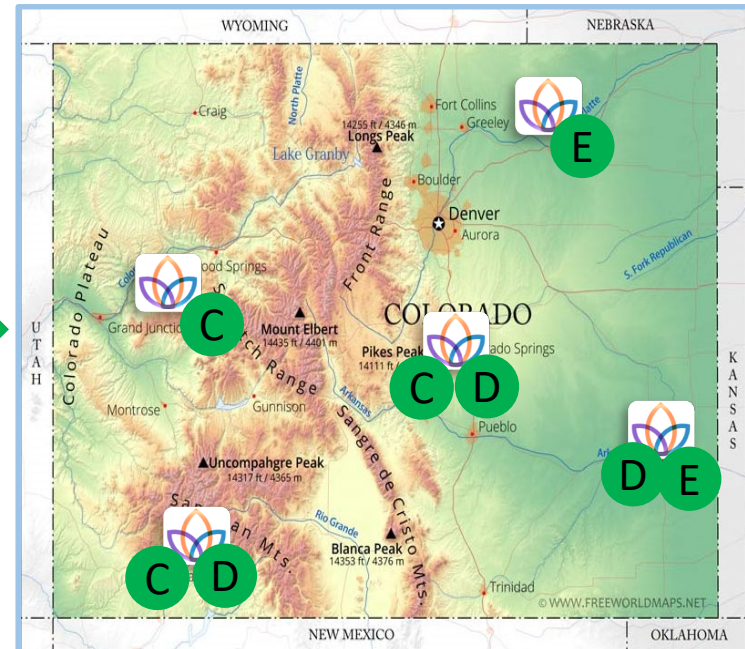 WYOMING
NEBRASKA
North Platte
Craig
Fort Collins
Greeley
14255 ft / 4346 m
Longs Peak
Lake Granby
E
Boulder
Front Range
Denver
Aurora
S. Fork Republican
Colorado Plateau
ood Springs
C
Grand Junction
UTAH
COLORADO
Mount Elbert
14435 ft / 4401 m
Pikes Peak
14111 ft
ado Springs
C
D
KANSAS
Arkansas
Montrose
Gunnison
Pueblo
Sangre de Cristo Mts.
D
E
Uncompahgre Peak
14317 ft / 4365 m
Rio Grande
Blanca Peak
14353 ft / 4376 m
C
D
Trinidad
© WWW.FREEWORLDMAPS.NET
NEW MEXICO
OKLAHOMA